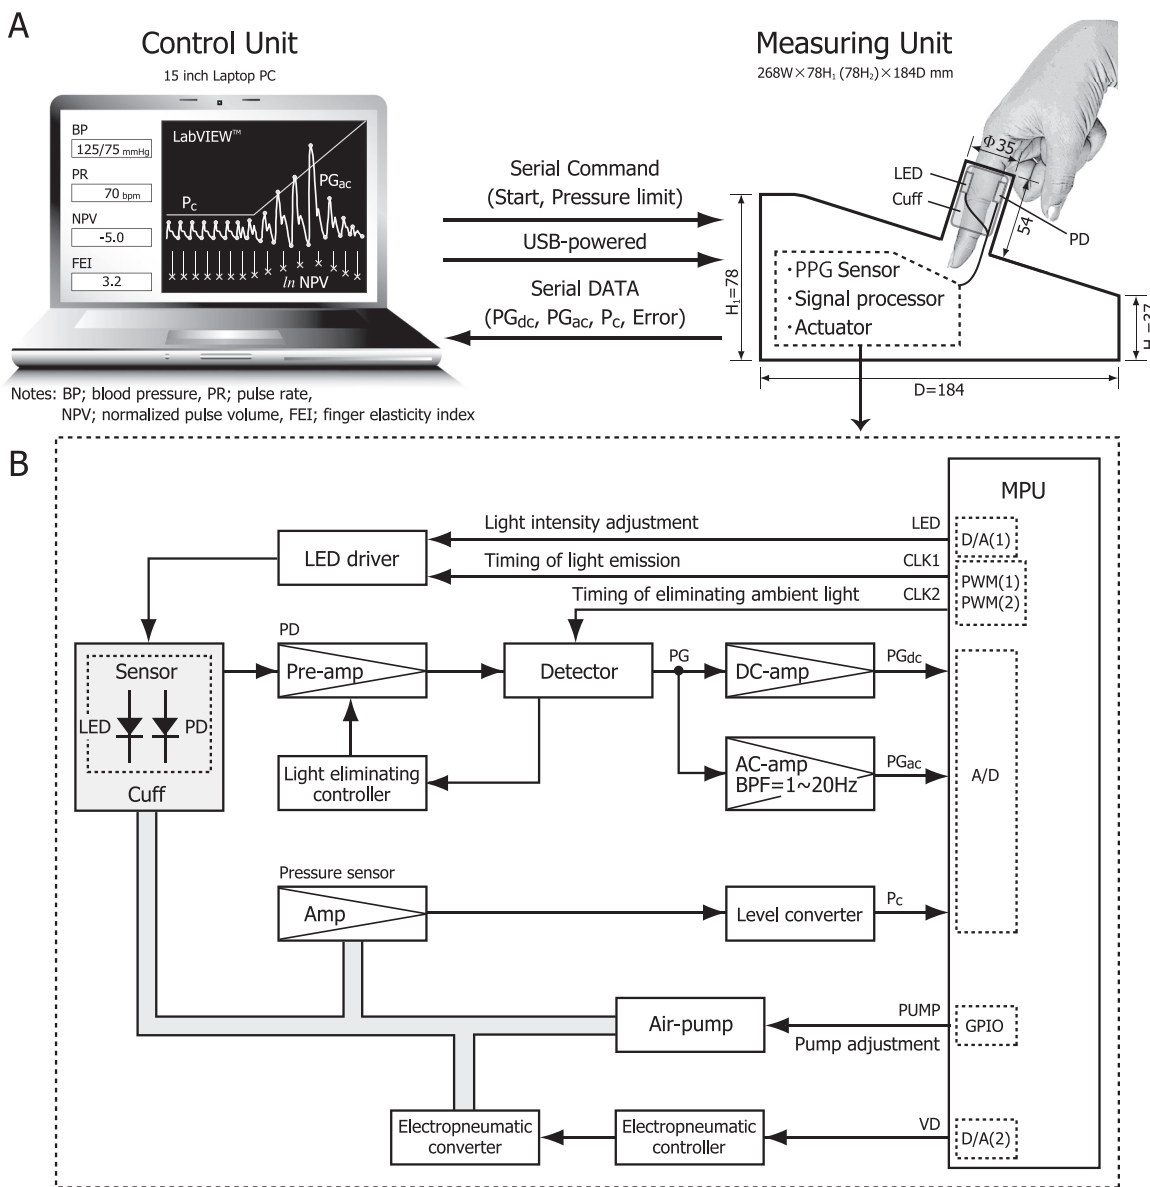 A
Control Unit
15 inch Laptop PC
BP
125/75 mmHg
PR
70 bpm
NPV
-5.0
FEI
3.2
LabVIEW™
Pc
PGac
ln NPV
Notes: BP; blood pressure, PR; pulse rate,
NPV; normalized pulse volume, FEI; finger elasticity index
Serial Command
(Start, Pressure limit)
USB-powered
Serial DATA
(PGdc, PGac, Pc, Error)
Measuring Unit
268W×78H₁ (78H₂)×184D mm
Φ35
LED
Cuff
54
PD
·PPG Sensor
·Signal processor
·Actuator
H₁=78
D=184
B
MPU
Light intensity adjustment
LED
D/A(1)
LED driver
Timing of light emission
CLK1
PWM(1)
Timing of eliminating ambient light
CLK2
PWM(2)
Sensor
LED
PD
Cuff
PD
Pre-amp
Detector
PG
DC-amp
PGdc
Light eliminating
controller
AC-amp
BPF=1~20Hz
PGac
A/D
Pressure sensor
Amp
Level converter
Pc
Air-pump
PUMP
GPIO
Pump adjustment
Electropneumatic
converter
Electropneumatic
controller
VD
D/A(2)